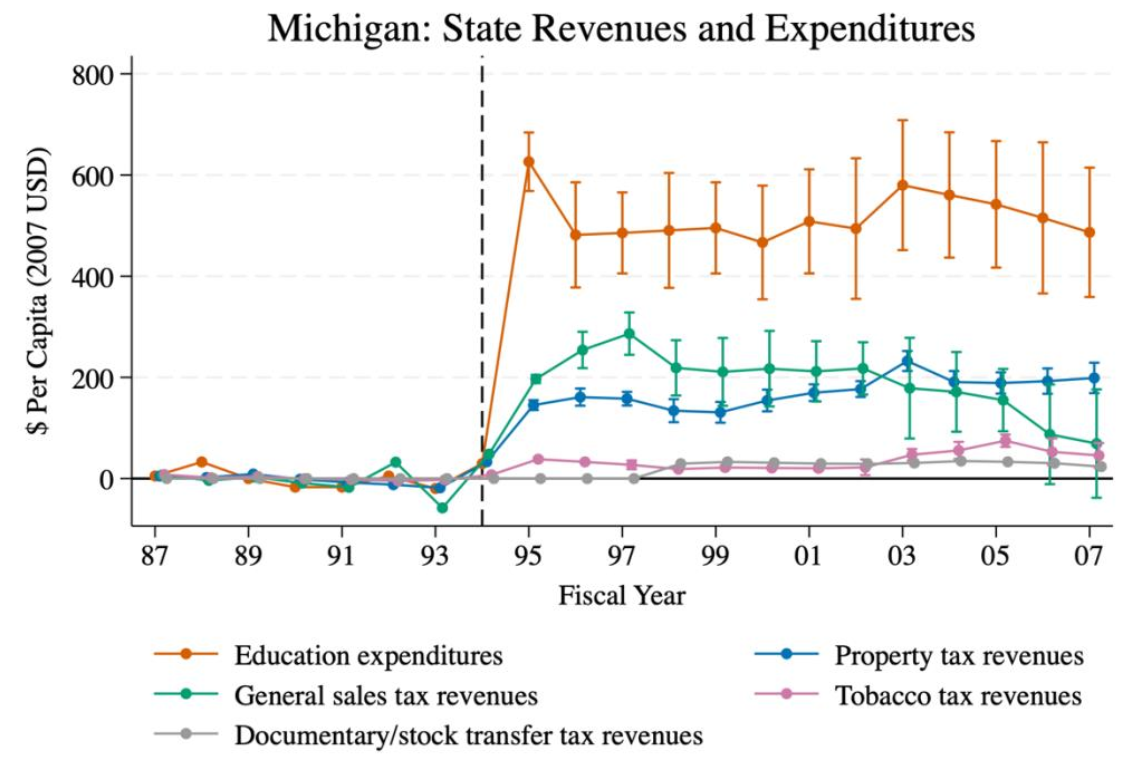 Michigan: State Revenues and Expenditures
$ Per Capita (2007 USD)
800
600
400
200
0
87 89 91 93 95 97 99 01 03 05 07
Fiscal Year
Education expenditures
Property tax revenues
General sales tax revenues
Tobacco tax revenues
Documentary/stock transfer tax revenues